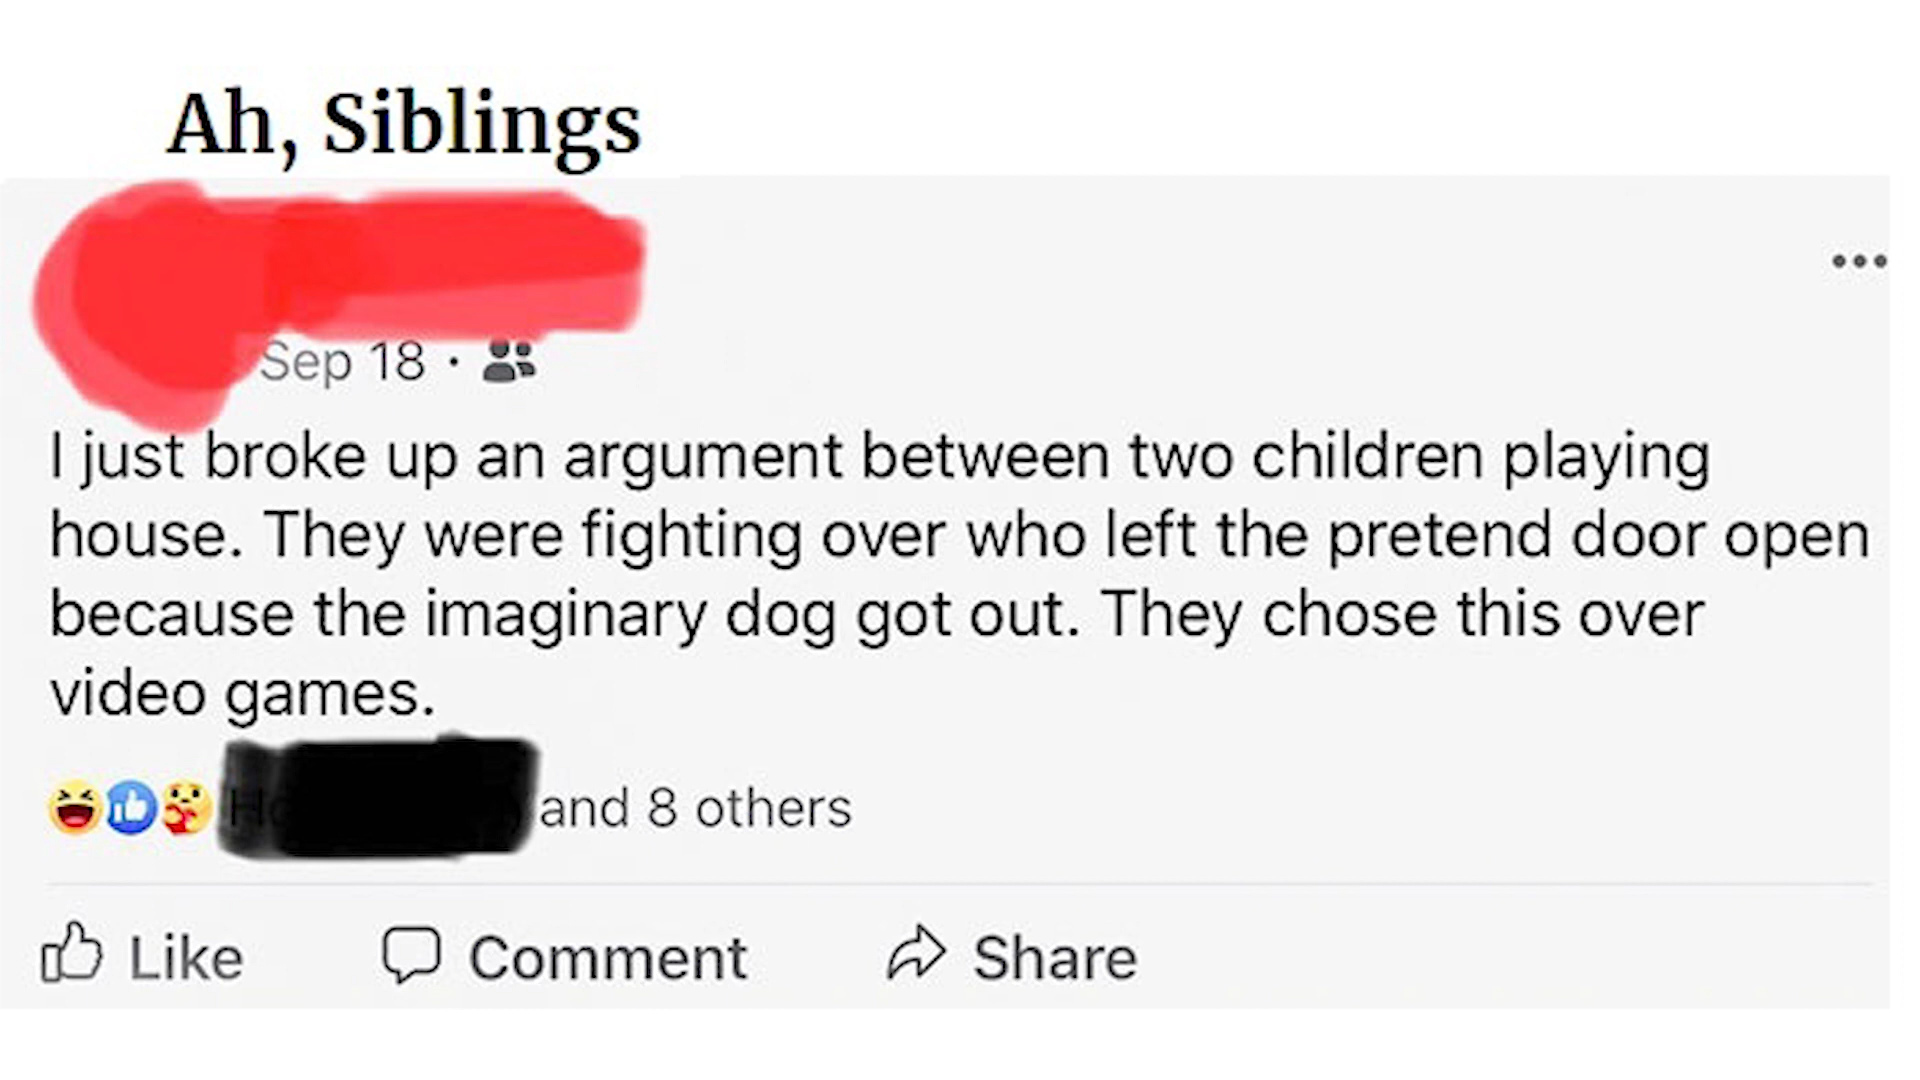 Ah, Siblings
Sep 18 ·
I just broke up an argument between two children playing
house. They were fighting over who left the pretend door open
because the imaginary dog got out. They chose this over
video games.
and 8 others
Like Comment Share